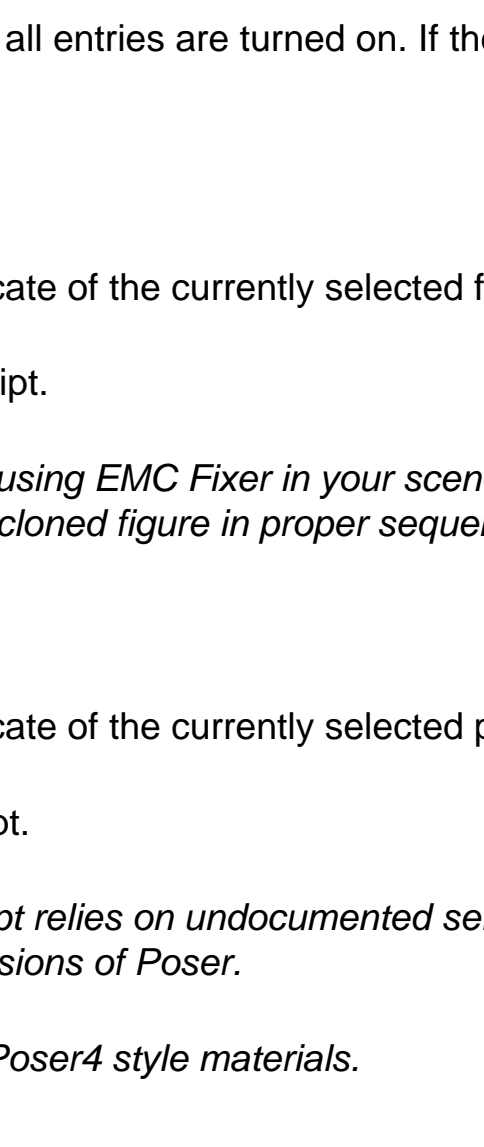 all entries are turned on. If the
cate of the currently selected f
ipt.
using EMC Fixer in your scen
cloned figure in proper sequen
cate of the currently selected p
ot.
pt relies on undocumented se
sions of Poser.
Poser4 style materials.